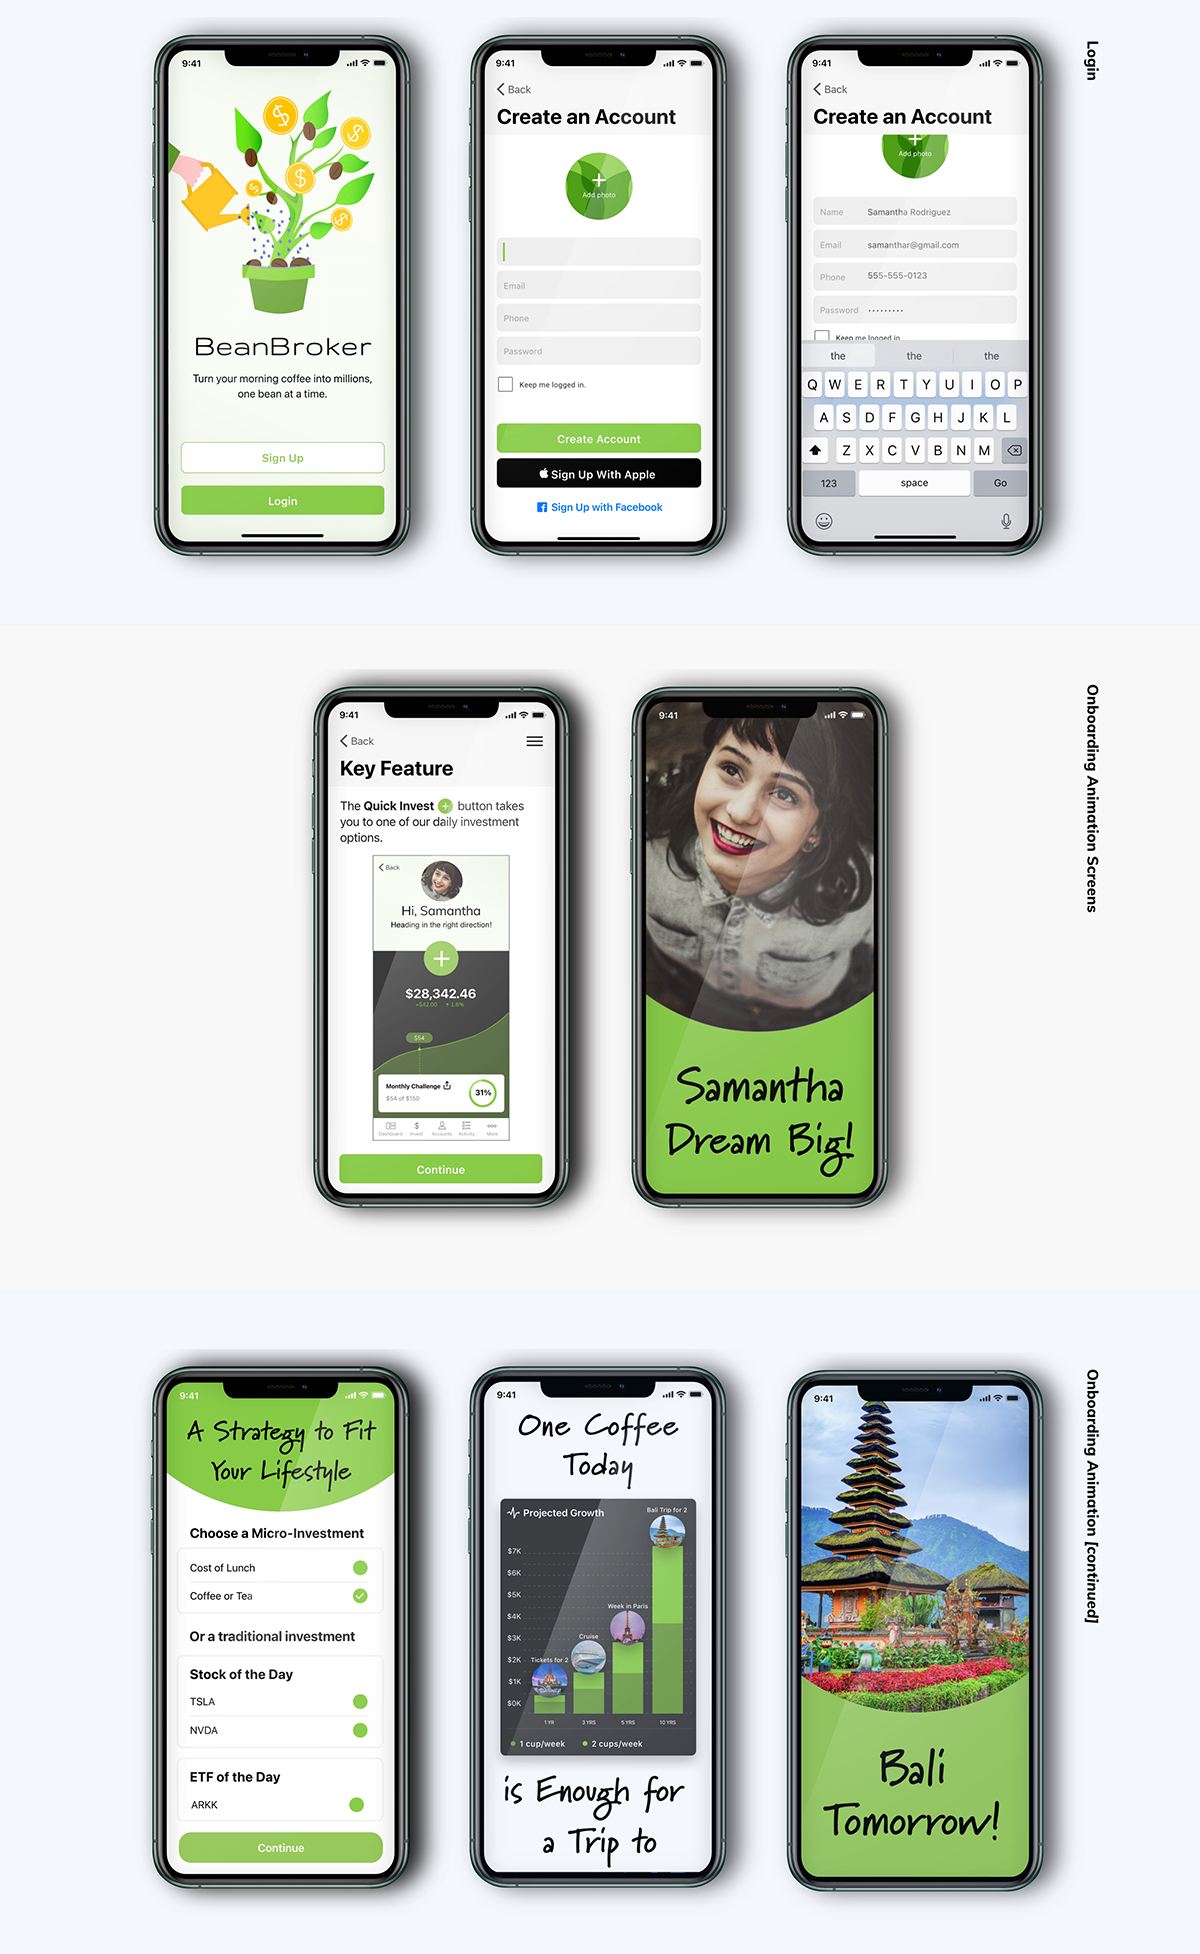 Login
9:41
BeanBroker
Turn your morning coffee into millions,
one bean at a time.
Sign Up
Login
9:41
Back
Create an Account
Add photo
Email
Phone
Password
Keep me logged in.
Create Account
Sign Up With Apple
Sign Up with Facebook
9:41
Back
Create an Account
Add photo
Name Samantha Rodriguez
Email samanthar@gmail.com
Phone 555-555-0123
Password
Keep me logged in
the the the
Q W E R T Y U I O P
A S D F G H J K L
Z X C V B N M
123 space Go
Onboarding Animation Screens
9:41
Back
Key Feature
The Quick Invest + button takes
you to one of our daily investment
options.
Back
Hi, Samantha
Heading in the right direction!
$28,342.46
+$42.00 + 1.6%
$54
Monthly Challenge
$54 of $150
31%
Dashboard Invest Accounts Activity More
Continue
9:41
Samantha
Dream Big!
Onboarding Animation [continued]
9:41
A Strategy to Fit
Your Lifestyle
Choose a Micro-Investment
Cost of Lunch
Coffee or Tea
Or a traditional investment
Stock of the Day
TSLA
NVDA
ETF of the Day
ARKK
Continue
9:41
One Coffee
Today
Projected Growth
Bali Trip for 2
$7K
$6K
$5K
Week in Paris
$4K
Cruise
$3K
Tickets for 2
$2K
$1K
$0K
1 YR 3 YRS 5 YRS 10 YRS
1 cup/week 2 cups/week
is Enough for
a Trip to
9:41
Bali
Tomorrow!